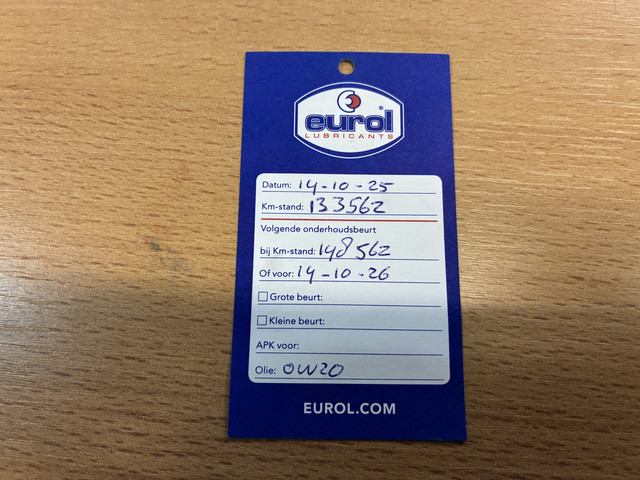 eurol®
LUBRICANTS
Datum: 14-10-25
Km-stand: 133562
Volgende onderhoudsbeurt
bij Km-stand: 148562
Of voor: 14-10-26
Grote beurt:
Kleine beurt:
APK voor:
Olie: 0W20
EUROL.COM